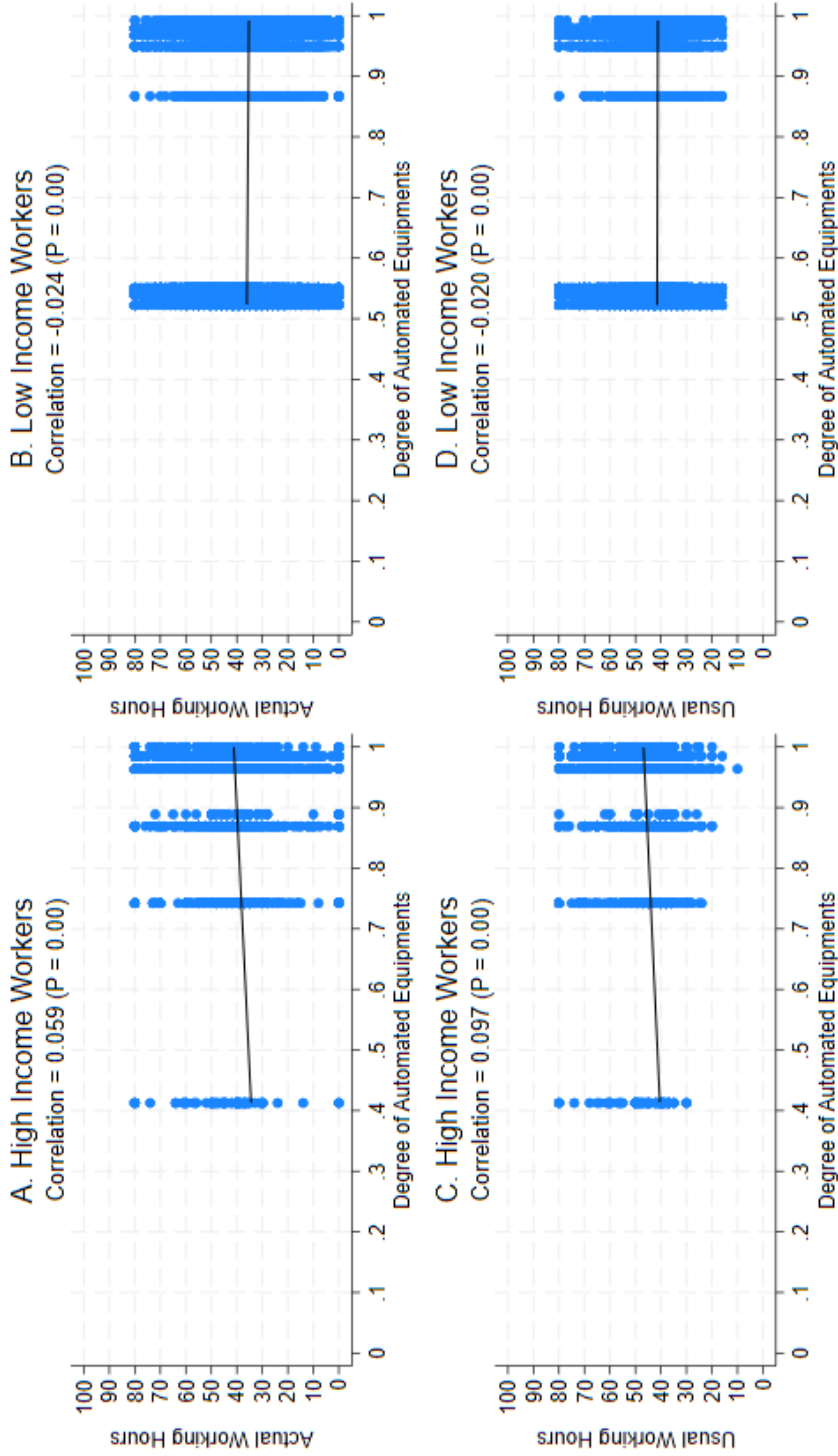 A. High Income Workers
Correlation = 0.059 (P = 0.00)
Actual Working Hours
100
90
80
70
60
50
40
30
20
10
0
0 .1 .2 .3 .4 .5 .6 .7 .8 .9 1
Degree of Automated Equipments
B. Low Income Workers
Correlation = -0.024 (P = 0.00)
Actual Working Hours
100
90
80
70
60
50
40
30
20
10
0
0 .1 .2 .3 .4 .5 .6 .7 .8 .9 1
Degree of Automated Equipments
C. High Income Workers
Correlation = 0.097 (P = 0.00)
Usual Working Hours
100
90
80
70
60
50
40
30
20
10
0
0 .1 .2 .3 .4 .5 .6 .7 .8 .9 1
Degree of Automated Equipments
D. Low Income Workers
Correlation = -0.020 (P = 0.00)
Usual Working Hours
100
90
80
70
60
50
40
30
20
10
0
0 .1 .2 .3 .4 .5 .6 .7 .8 .9 1
Degree of Automated Equipments